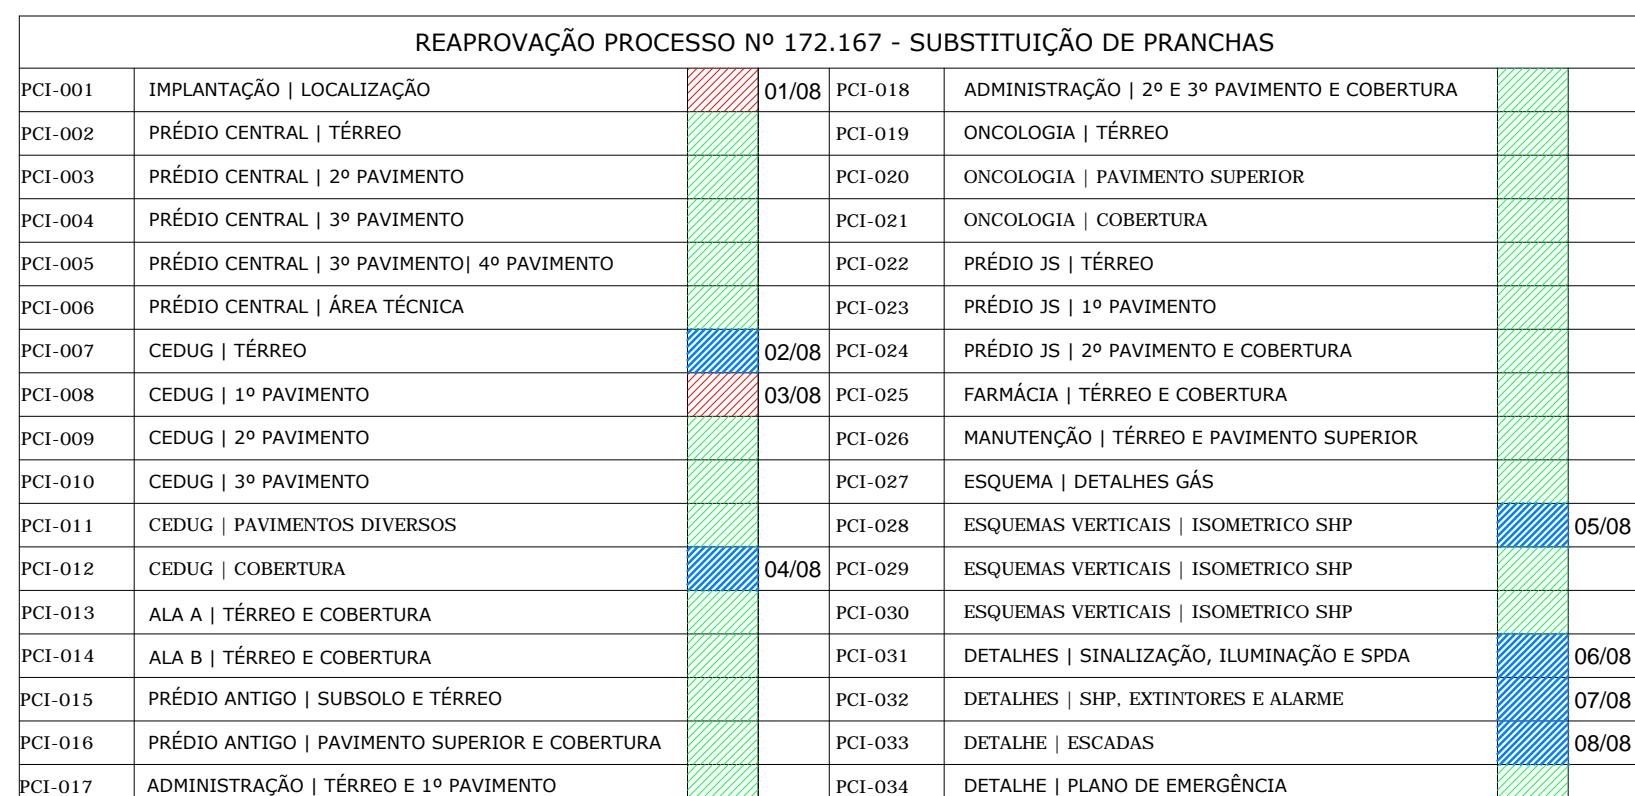 REAPROVAÇÃO PROCESSO Nº 172.167 - SUBSTITUIÇÃO DE PRANCHAS
PCI-001 IMPLANTAÇÃO | LOCALIZAÇÃO 01/08 PCI-018 ADMINISTRAÇÃO | 2º E 3º PAVIMENTO E COBERTURA
PCI-002 PRÉDIO CENTRAL | TÉRREO PCI-019 ONCOLOGIA | TÉRREO
PCI-003 PRÉDIO CENTRAL | 2º PAVIMENTO PCI-020 ONCOLOGIA | PAVIMENTO SUPERIOR
PCI-004 PRÉDIO CENTRAL | 3º PAVIMENTO PCI-021 ONCOLOGIA | COBERTURA
PCI-005 PRÉDIO CENTRAL | 3º PAVIMENTO| 4º PAVIMENTO PCI-022 PRÉDIO JS | TÉRREO
PCI-006 PRÉDIO CENTRAL | ÁREA TÉCNICA PCI-023 PRÉDIO JS | 1º PAVIMENTO
PCI-007 CEDUG | TÉRREO 02/08 PCI-024 PRÉDIO JS | 2º PAVIMENTO E COBERTURA
PCI-008 CEDUG | 1º PAVIMENTO 03/08 PCI-025 FARMÁCIA | TÉRREO E COBERTURA
PCI-009 CEDUG | 2º PAVIMENTO PCI-026 MANUTENÇÃO | TÉRREO E PAVIMENTO SUPERIOR
PCI-010 CEDUG | 3º PAVIMENTO PCI-027 ESQUEMA | DETALHES GÁS
PCI-011 CEDUG | PAVIMENTOS DIVERSOS PCI-028 ESQUEMAS VERTICAIS | ISOMETRICO SHP 05/08
PCI-012 CEDUG | COBERTURA 04/08 PCI-029 ESQUEMAS VERTICAIS | ISOMETRICO SHP
PCI-013 ALA A | TÉRREO E COBERTURA PCI-030 ESQUEMAS VERTICAIS | ISOMETRICO SHP
PCI-014 ALA B | TÉRREO E COBERTURA PCI-031 DETALHES | SINALIZAÇÃO, ILUMINAÇÃO E SPDA 06/08
PCI-015 PRÉDIO ANTIGO | SUBSOLO E TÉRREO PCI-032 DETALHES | SHP, EXTINTORES E ALARME 07/08
PCI-016 PRÉDIO ANTIGO | PAVIMENTO SUPERIOR E COBERTURA PCI-033 DETALHE | ESCADAS 08/08
PCI-017 ADMINISTRAÇÃO | TÉRREO E 1º PAVIMENTO PCI-034 DETALHE | PLANO DE EMERGÊNCIA